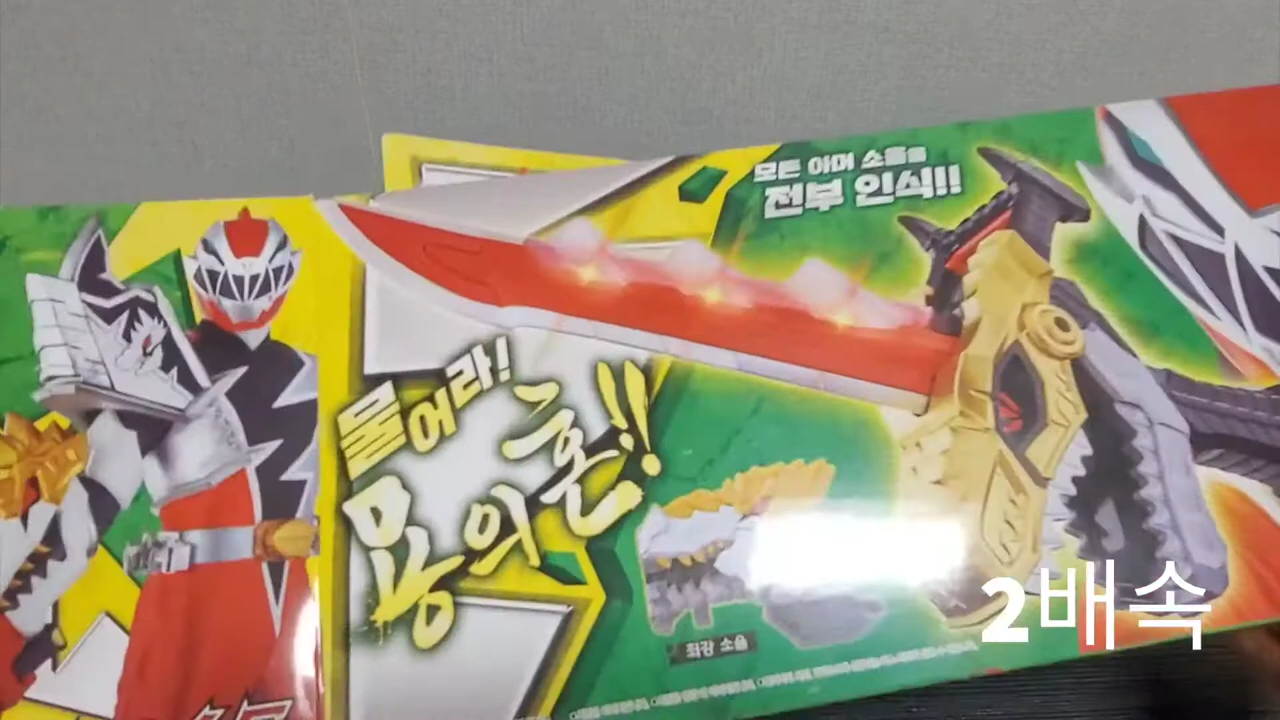 모든 아머 소울을
전부 인식!!
물어라!
용의 혼!!
최강 소울
2배속